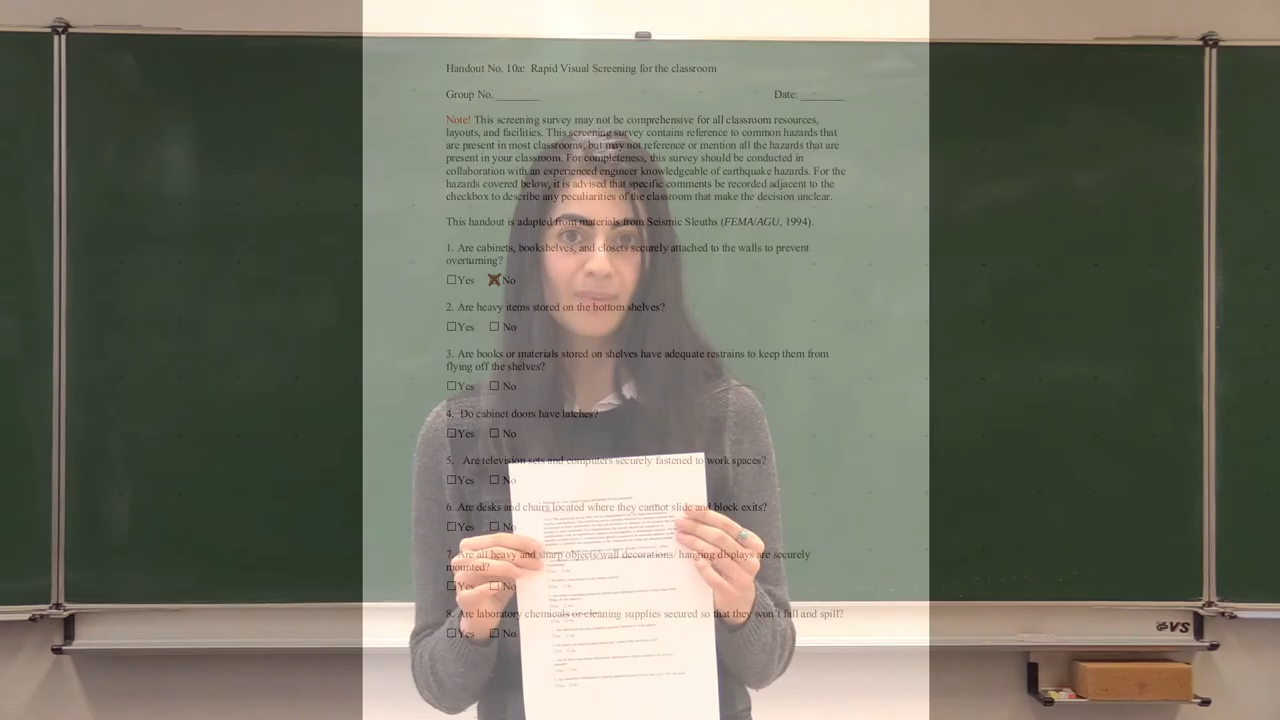 Handout No. 10a: Rapid Visual Screening for the classroom
Group No. ________ Date: ________
Note! This screening survey may not be comprehensive for all classroom resources,
layouts, and facilities. This screening survey contains reference to common hazards that
are present in most classrooms, but may not reference or mention all the hazards that are
present in your classroom. For completeness, this survey should be conducted in
collaboration with an experienced engineer knowledgeable of earthquake hazards. For the
hazards covered below, it is advised that specific comments be recorded adjacent to the
checkbox to describe any peculiarities of the classroom that make the decision unclear.
This handout is adapted from materials from Seismic Sleuths (FEMA/AGU, 1994).
1. Are cabinets, bookshelves, and closets securely attached to the walls to prevent
overturning?
☐Yes ☒No
2. Are heavy items stored on the bottom shelves?
☐Yes ☐ No
3. Are books or materials stored on shelves have adequate restrains to keep them from
flying off the shelves?
☐Yes ☐ No
4. Do cabinet doors have latches?
☐Yes ☐ No
5. Are television sets and computers securely fastened to work spaces?
☐Yes ☐ No
6. Are desks and chairs located where they cannot slide and block exits?
☐Yes ☐ No
7. Are all heavy and sharp objects/wall decorations/ hanging displays are securely
mounted?
☐Yes ☐ No
8. Are laboratory chemicals or cleaning supplies secured so that they won't fall and spill?
☐Yes ☐ No
VS